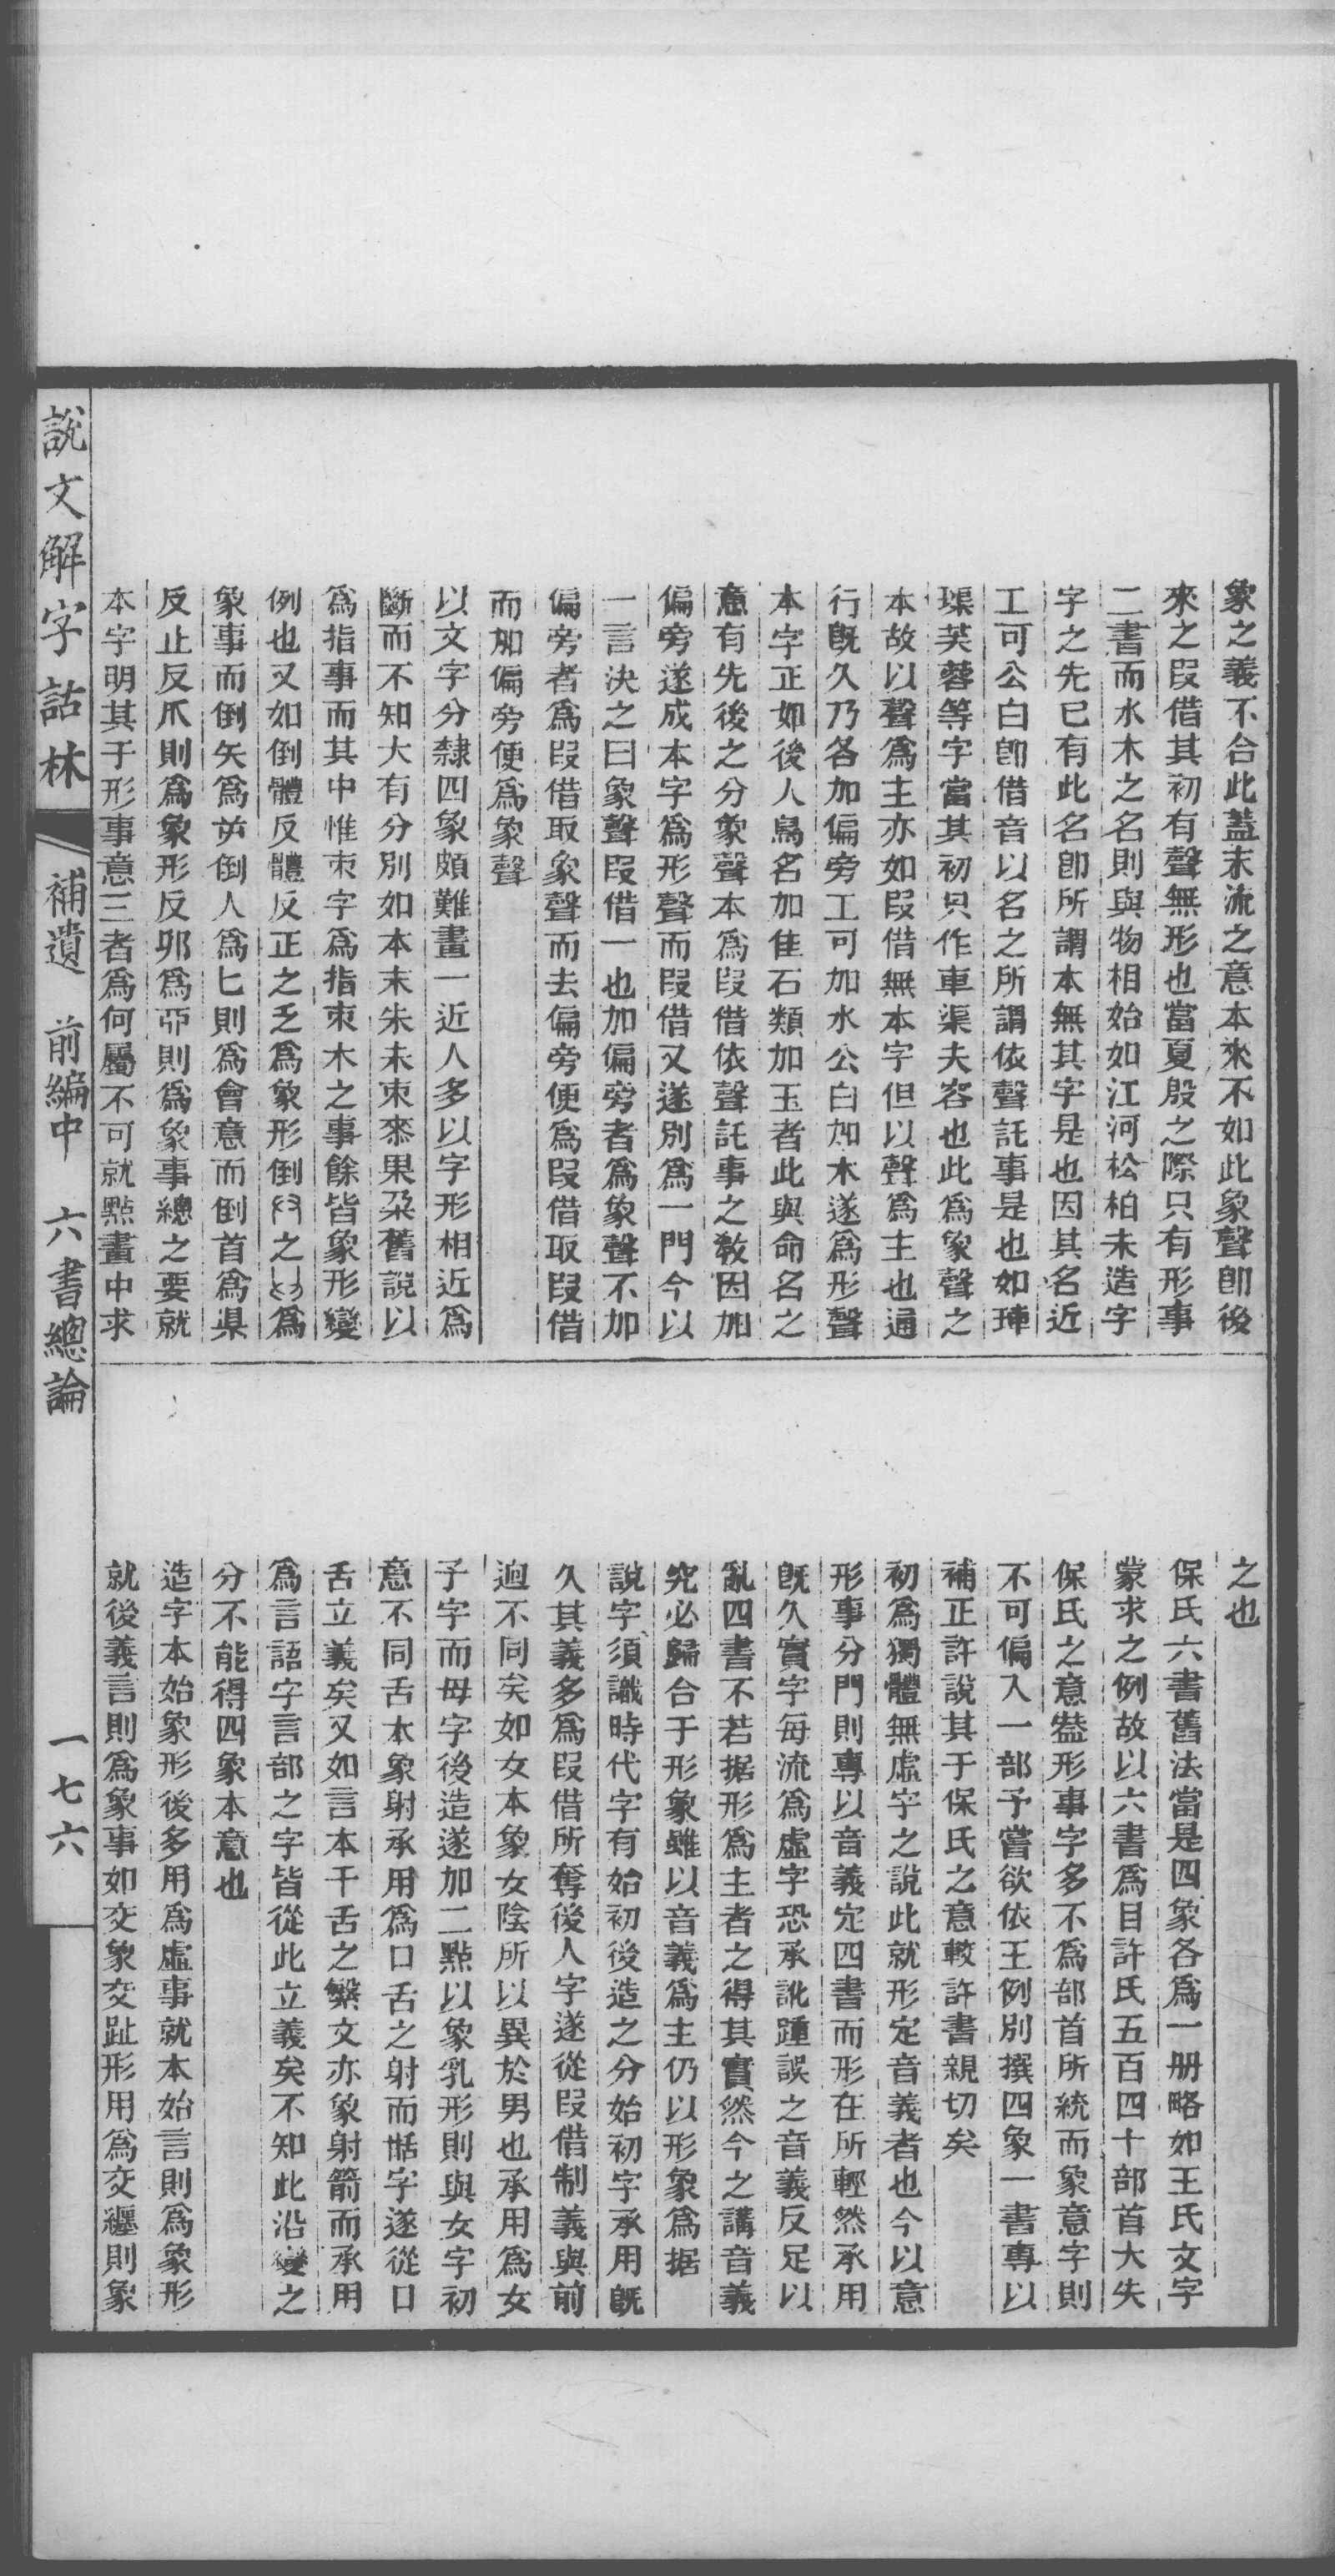 象之義不合此蓋末流之意本來不如此象聲卽後
來之叚借其初有聲無形也當夏殷之際只有形事
二書而水木之名則與物相始如江河松柏未造字
字之先已有此名卽所謂本無其字是也因其名近
工可公白卽借音以名之所謂依聲託事是也如硨
璖芙蓉等字當其初只作車渠夫容也此爲象聲之
本故以聲爲主亦如叚借無本字但以聲爲主也通
行旣久乃各加偏旁工可加水公白加木遂爲形聲
本字正如後人鳥名加隹石類加玉者此與命名之
意有先後之分象聲本爲叚借依聲託事之敎因加
偏旁遂成本字爲形聲而叚借又遂別爲一門今以
一言決之曰象聲叚借一也加偏旁者爲象聲不加
偏旁者爲叚借取象聲而去偏旁便爲叚借取叚借
而加偏旁便爲象聲
以文字分隸四象頗難畫一近人多以字形相近爲
斷而不知大有分別如本末朱未朿來果朶舊說以
爲指事而其中惟朿字爲指朿木之事餘皆象形變
例也又如倒體反體反正之乏爲象形倒之爲
象事而倒矢爲倒人爲匕則爲會意而倒首爲県
反止反爪則爲象形反邜爲亞則爲象事總之要就
本字明其于形事意三者爲何屬不可就點畫中求
之也
保氏六書舊法當是四象各爲一册略如王氏文字
蒙求之例故以六書爲目許氏五百四十部首大失
保氏之意葢形事字多不爲部首所統而象意字則
不可偏入一部予嘗欲依王例別撰四象一書專以
補正許說其于保氏之意較許書親切矣
初爲獨體無虛字之說此就形定音義者也今以意
形事分門則專以音義定四書而形在所輕然承用
旣久實字每流爲虛字恐承訛踵誤之音義反足以
亂四書不若据形爲主者之得其實然今之講音義
究必歸合于形象雖以音義爲主仍以形象爲据
說字須識時代字有始初後造之分始初字承用旣
久其義多爲叚借所奪後人字遂從叚借制義與前
迥不同矣如女本象女陰所以異於男也承用爲女
子字而母字後造遂加二點以象乳形則與女字初
意不同舌本象射承用爲口舌之射而甛字遂從口
舌立義矣又如言本干舌之繁文亦象射箭而承用
爲言語字言部之字皆從此立義矣不知此沿變之
分不能得四象本意也
造字本始象形後多用爲虛事就本始言則爲象形
就後義言則爲象事如交象交趾形用爲交纒則象
說文解字詁林
補遺
前編中
六書總論
一七六